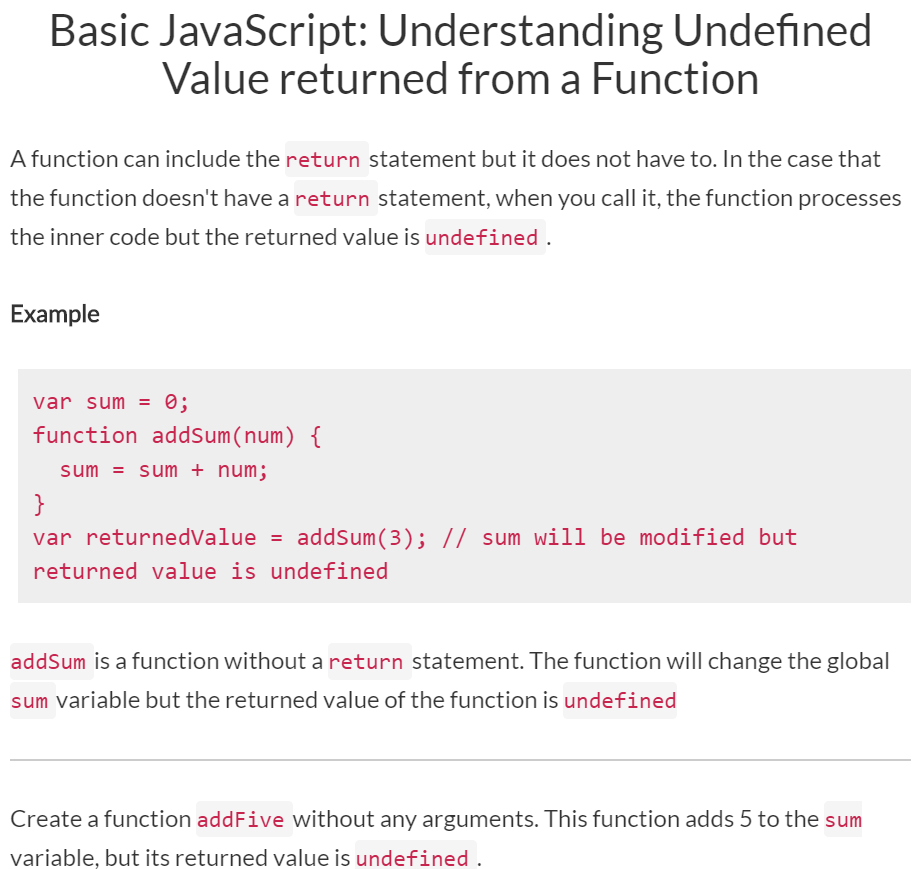 Basic JavaScript: Understanding Undefined
Value returned from a Function
A function can include the return statement but it does not have to. In the case that
the function doesn't have a return statement, when you call it, the function processes
the inner code but the returned value is undefined .
Example
var sum = 0;
function addSum(num) {
  sum = sum + num;
}
var returnedValue = addSum(3); // sum will be modified but
returned value is undefined
addSum is a function without a return statement. The function will change the global
sum variable but the returned value of the function is undefined
Create a function addFive without any arguments. This function adds 5 to the sum
variable, but its returned value is undefined .